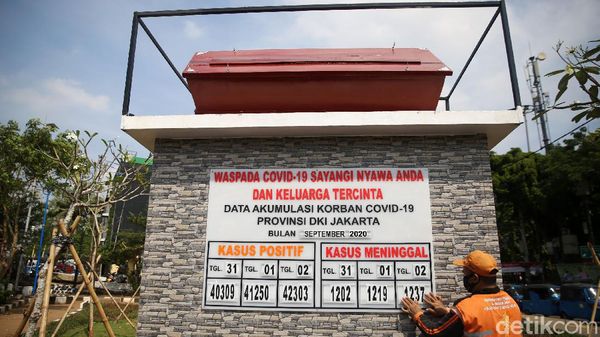 WASPADA COVID-19 SAYANGI NYAWA ANDA
DAN KELUARGA TERCINTA
DATA AKUMULASI KORBAN COVID-19
PROVINSI DKI JAKARTA
BULAN SEPTEMBER 2020
KASUS POSITIF KASUS MENINGGAL
TGL. 31 TGL. 01 TGL. 02 TGL. 31 TGL. 01 TGL. 02
40309 41250 42303 1202 1219 1237
detikcom